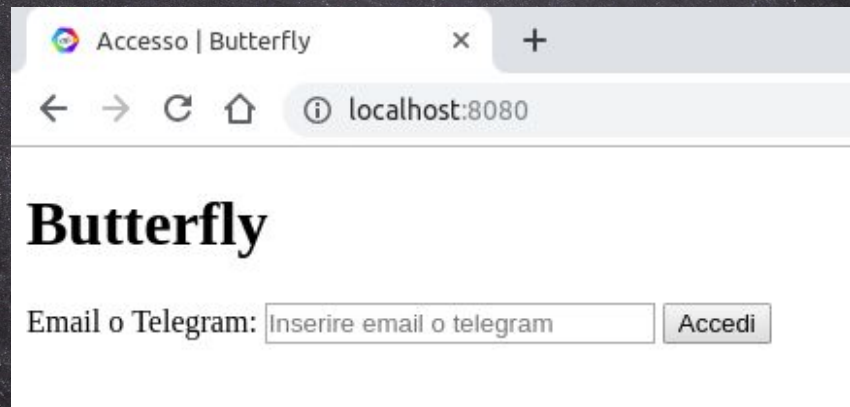 Accesso | Butterfly
localhost:8080
Butterfly
Email o Telegram: Inserire email o telegram Accedi